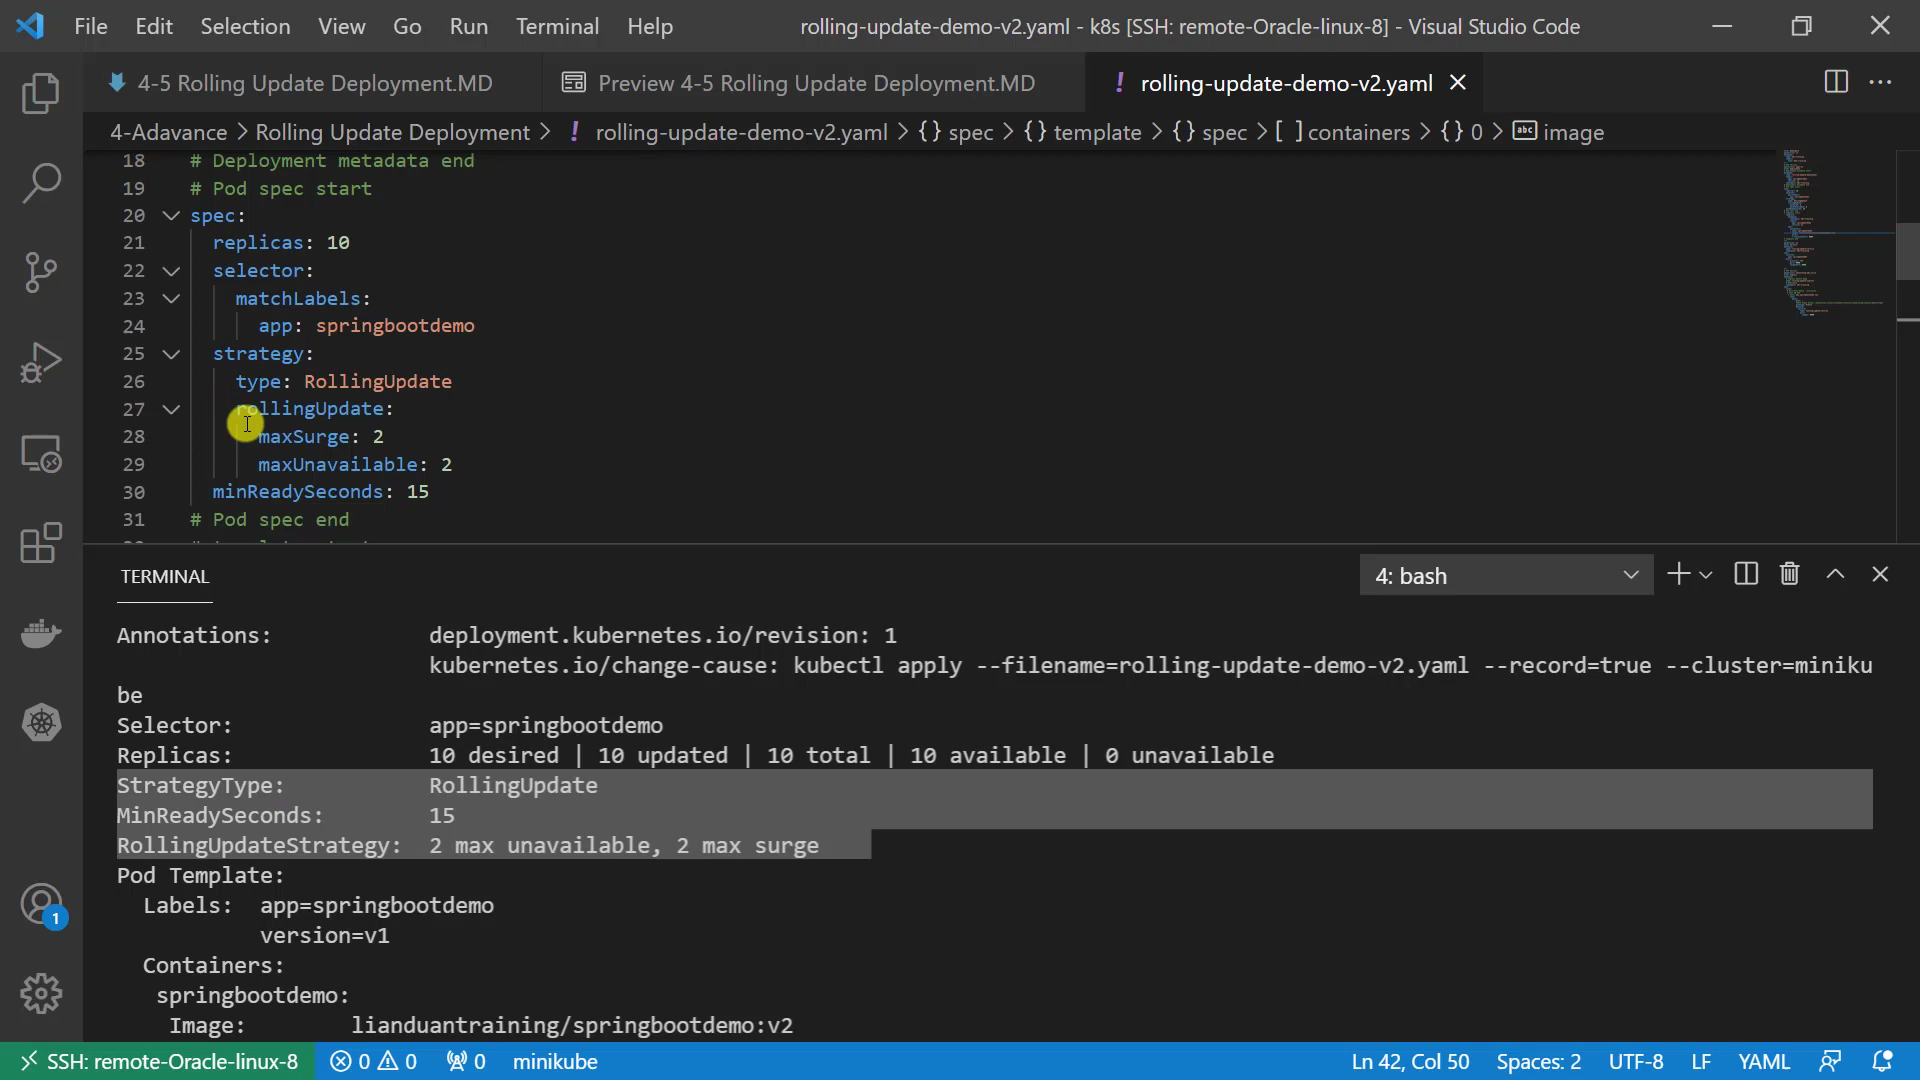 File Edit Selection View Go Run Terminal Help
rolling-update-demo-v2.yaml - k8s [SSH: remote-Oracle-linux-8] - Visual Studio Code
4-5 Rolling Update Deployment.MD
Preview 4-5 Rolling Update Deployment.MD
! rolling-update-demo-v2.yaml
4-Adavance > Rolling Update Deployment > ! rolling-update-demo-v2.yaml > {} spec > {} template > {} spec > [ ] containers > {} 0 > abc image
18 # Deployment metadata end
19 # Pod spec start
20 spec:
21 replicas: 10
22 selector:
23 matchLabels:
24 app: springbootdemo
25 strategy:
26 type: RollingUpdate
27 rollingUpdate:
28 maxSurge: 2
29 maxUnavailable: 2
30 minReadySeconds: 15
31 # Pod spec end
TERMINAL
4: bash
Annotations: deployment.kubernetes.io/revision: 1
kubernetes.io/change-cause: kubectl apply --filename=rolling-update-demo-v2.yaml --record=true --cluster=miniku
be
Selector: app=springbootdemo
Replicas: 10 desired | 10 updated | 10 total | 10 available | 0 unavailable
StrategyType: RollingUpdate
MinReadySeconds: 15
RollingUpdateStrategy: 2 max unavailable, 2 max surge
Pod Template:
Labels: app=springbootdemo
version=v1
Containers:
springbootdemo:
Image: lianduantraining/springbootdemo:v2
1
SSH: remote-Oracle-linux-8
0 0
0
minikube
Ln 42, Col 50
Spaces: 2
UTF-8
LF
YAML